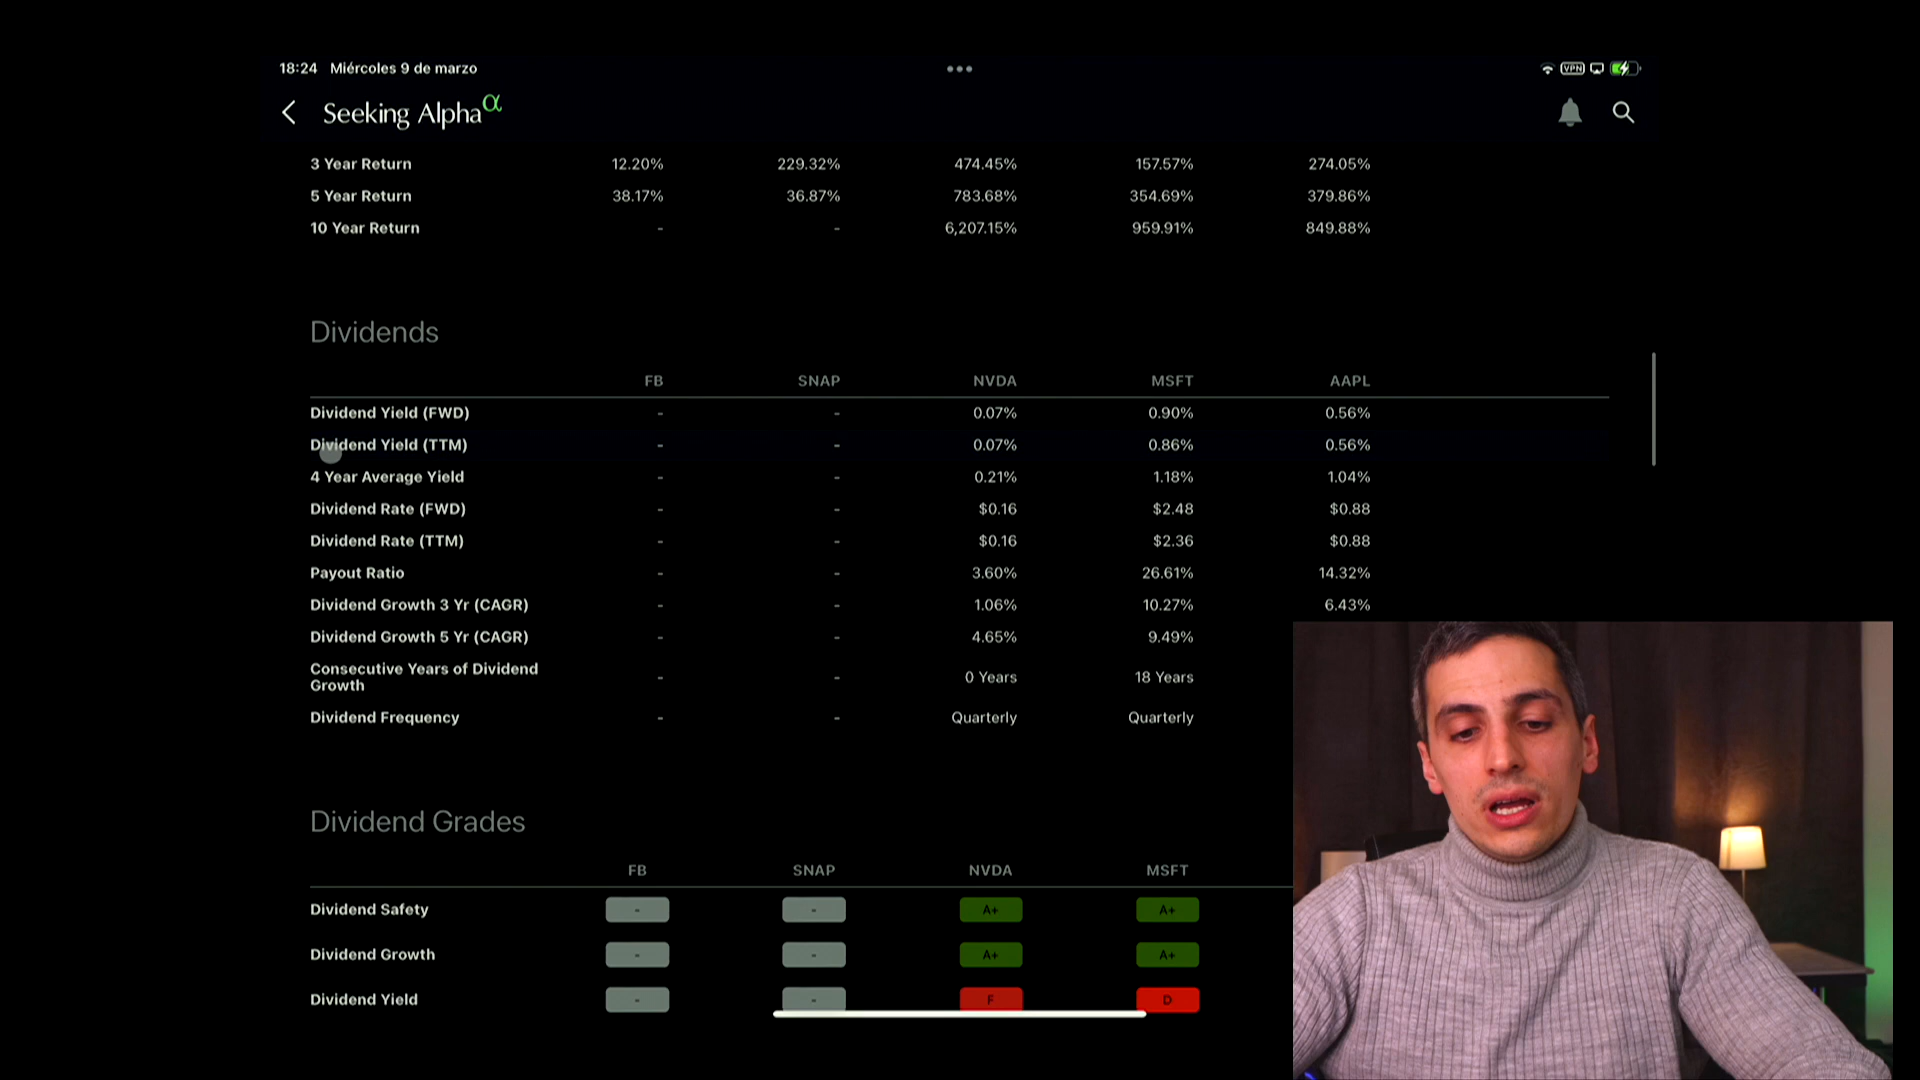 18:24 Miércoles 9 de marzo
VPN
Seeking Alpha α
3 Year Return 12.20% 229.32% 474.45% 157.57% 274.05%
5 Year Return 38.17% 36.87% 783.68% 354.69% 379.86%
10 Year Return - - 6,207.15% 959.91% 849.88%
Dividends
FB SNAP NVDA MSFT AAPL
Dividend Yield (FWD) - - 0.07% 0.90% 0.56%
Dividend Yield (TTM) - - 0.07% 0.86% 0.56%
4 Year Average Yield - - 0.21% 1.18% 1.04%
Dividend Rate (FWD) - - $0.16 $2.48 $0.88
Dividend Rate (TTM) - - $0.16 $2.36 $0.88
Payout Ratio - - 3.60% 26.61% 14.32%
Dividend Growth 3 Yr (CAGR) - - 1.06% 10.27% 6.43%
Dividend Growth 5 Yr (CAGR) - - 4.65% 9.49%
Consecutive Years of Dividend
Growth - - 0 Years 18 Years
Dividend Frequency - - Quarterly Quarterly
Dividend Grades
FB SNAP NVDA MSFT
Dividend Safety - - A+ A+
Dividend Growth - - A+ A+
Dividend Yield - - F D